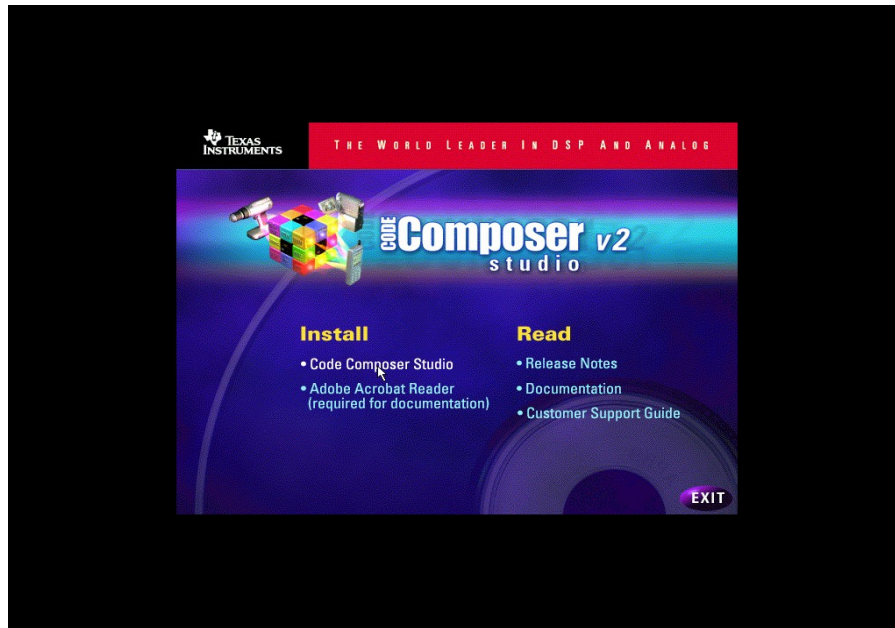 TEXAS
INSTRUMENTS
THE WORLD LEADER IN DSP AND ANALOG
CODE Composer v2
studio
Install
• Code Composer Studio
• Adobe Acrobat Reader
(required for documentation)
Read
• Release Notes
• Documentation
• Customer Support Guide
EXIT